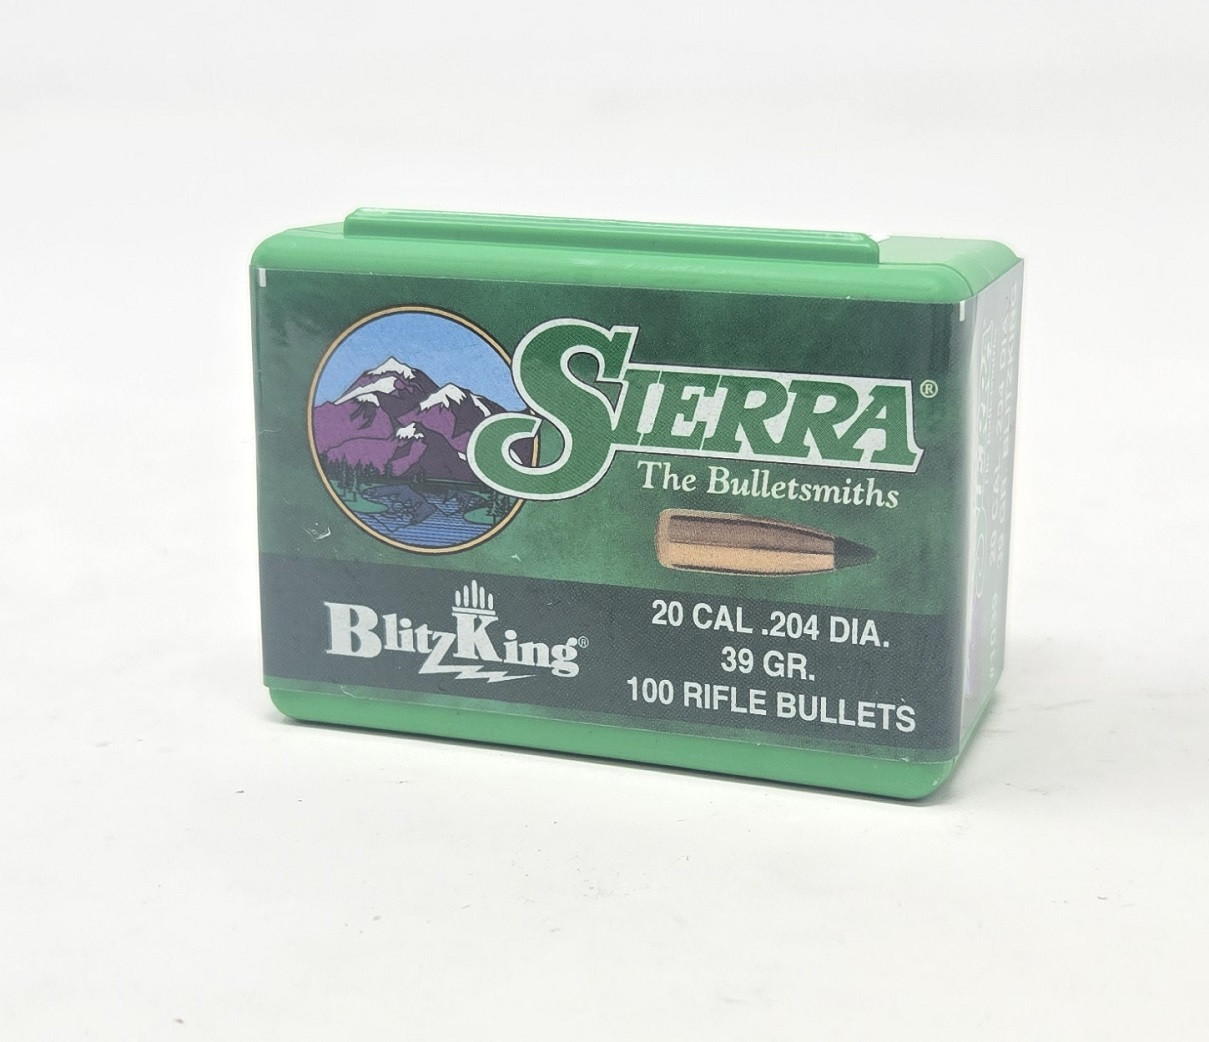 SIERRA®
The Bulletsmiths
BlitzKing®
20 CAL .204 DIA.
39 GR.
100 RIFLE BULLETS